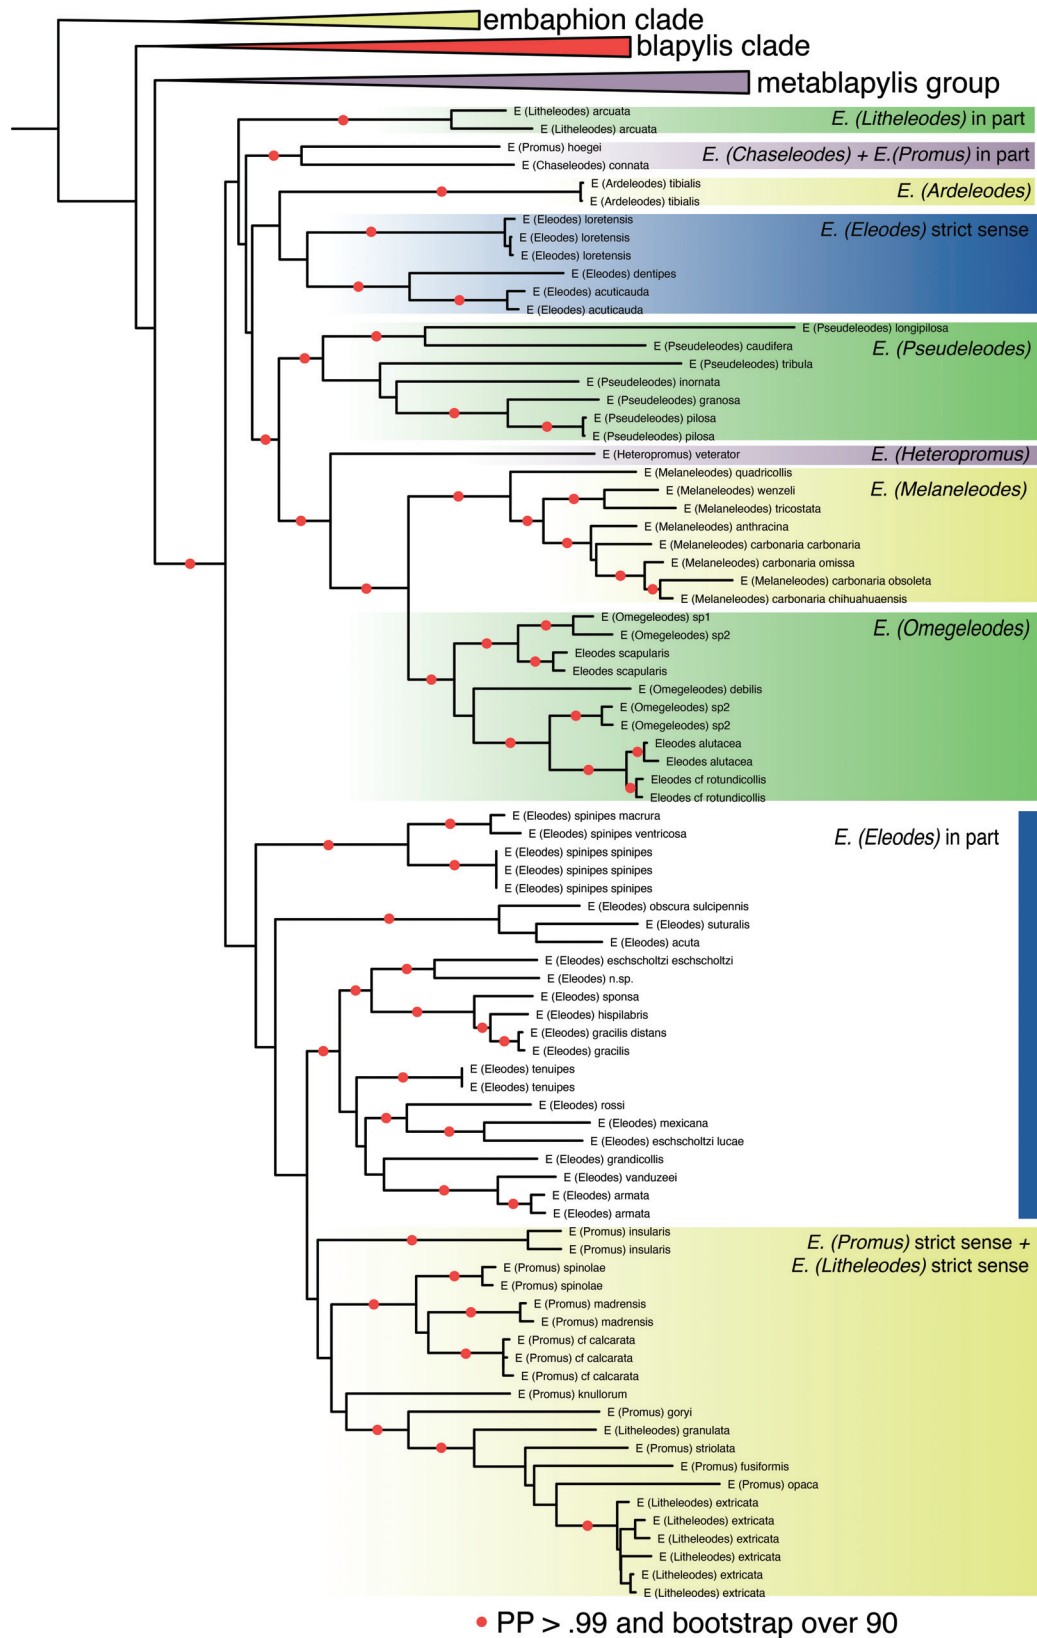 embaphion clade
blapylis clade
metablapylis group
E (Litheleodes) arcuata
E. (Litheleodes) in part
E (Litheleodes) arcuata
E (Promus) hoegei
E. (Chaseleodes) + E.(Promus) in part
E (Chaseleodes) connata
E (Ardeleodes) tibialis
E. (Ardeleodes)
E (Ardeleodes) tibialis
E (Eleodes) loretensis
E. (Eleodes) strict sense
E (Eleodes) loretensis
E (Eleodes) loretensis
E (Eleodes) dentipes
E (Eleodes) acuticauda
E (Eleodes) acuticauda
E (Pseudeleodes) longipilosa
E (Pseudeleodes) caudifera
E. (Pseudeleodes)
E (Pseudeleodes) tribula
E (Pseudeleodes) inornata
E (Pseudeleodes) granosa
E (Pseudeleodes) pilosa
E (Pseudeleodes) pilosa
E (Heteropromus) veterator
E. (Heteropromus)
E (Melaneleodes) quadricollis
E (Melaneleodes) wenzeli
E. (Melaneleodes)
E (Melaneleodes) tricostata
E (Melaneleodes) anthracina
E (Melaneleodes) carbonaria carbonaria
E (Melaneleodes) carbonaria omissa
E (Melaneleodes) carbonaria obsoleta
E (Melaneleodes) carbonaria chihuahuaensis
E (Omegeleodes) sp1
E. (Omegeleodes)
E (Omegeleodes) sp2
Eleodes scapularis
Eleodes scapularis
E (Omegeleodes) debilis
E (Omegeleodes) sp2
E (Omegeleodes) sp2
Eleodes alutacea
Eleodes alutacea
Eleodes cf rotundicollis
Eleodes cf rotundicollis
E (Eleodes) spinipes macrura
E (Eleodes) spinipes ventricosa
E. (Eleodes) in part
E (Eleodes) spinipes spinipes
E (Eleodes) spinipes spinipes
E (Eleodes) spinipes spinipes
E (Eleodes) obscura sulcipennis
E (Eleodes) suturalis
E (Eleodes) acuta
E (Eleodes) eschscholtzi eschscholtzi
E (Eleodes) n.sp.
E (Eleodes) sponsa
E (Eleodes) hispilabris
E (Eleodes) gracilis distans
E (Eleodes) gracilis
E (Eleodes) tenuipes
E (Eleodes) tenuipes
E (Eleodes) rossi
E (Eleodes) mexicana
E (Eleodes) eschscholtzi lucae
E (Eleodes) grandicollis
E (Eleodes) vanduzeei
E (Eleodes) armata
E (Eleodes) armata
E (Promus) insularis
E. (Promus) strict sense +
E (Promus) insularis
E. (Litheleodes) strict sense
E (Promus) spinolae
E (Promus) spinolae
E (Promus) madrensis
E (Promus) madrensis
E (Promus) cf calcarata
E (Promus) cf calcarata
E (Promus) cf calcarata
E (Promus) knullorum
E (Promus) goryi
E (Litheleodes) granulata
E (Promus) striolata
E (Promus) fusiformis
E (Promus) opaca
E (Litheleodes) extricata
E (Litheleodes) extricata
E (Litheleodes) extricata
E (Litheleodes) extricata
E (Litheleodes) extricata
E (Litheleodes) extricata
PP > .99 and bootstrap over 90